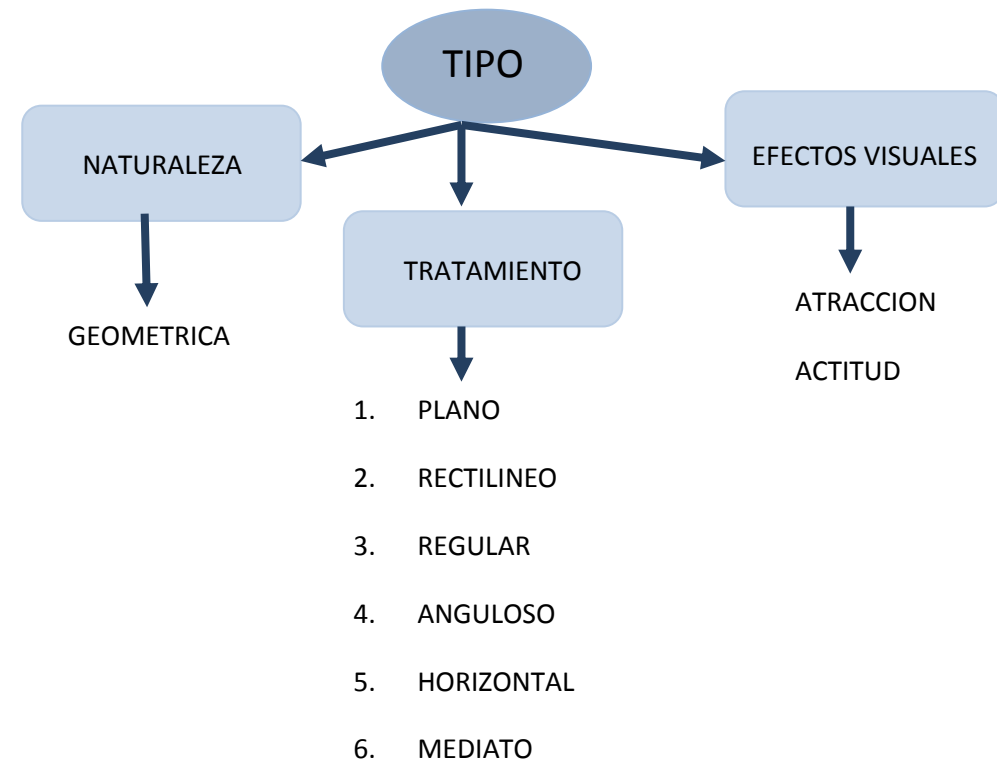 TIPO
NATURALEZA
EFECTOS VISUALES
TRATAMIENTO
GEOMETRICA
ATRACCION
ACTITUD
1. PLANO
2. RECTILINEO
3. REGULAR
4. ANGULOSO
5. HORIZONTAL
6. MEDIATO